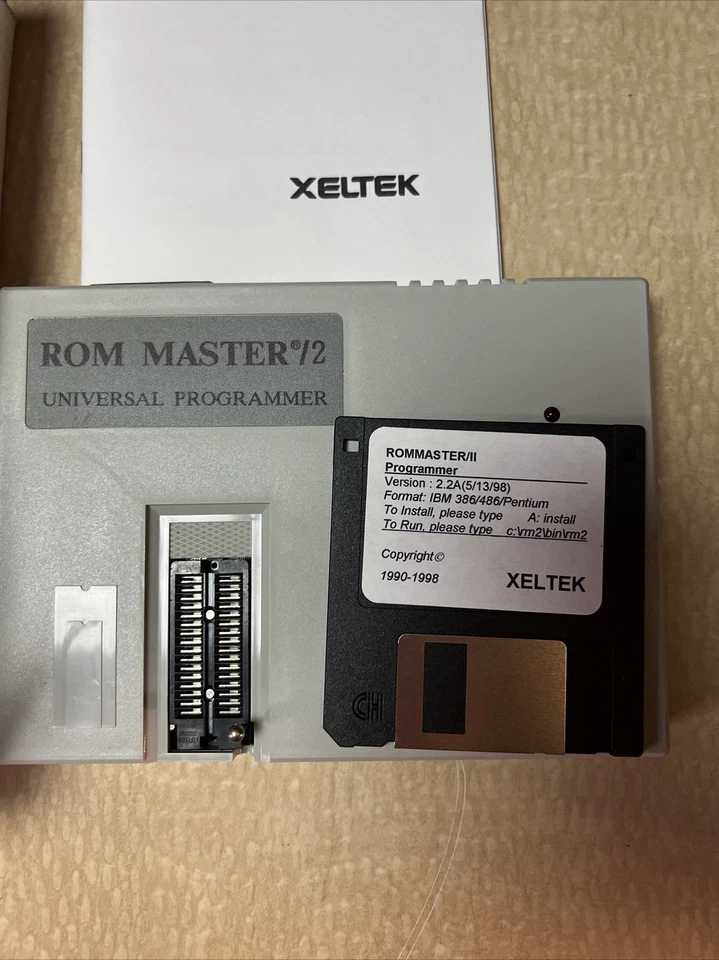 XELTEK
ROM MASTER®/2
UNIVERSAL PROGRAMMER
ROMMASTER/II
Programmer
Version : 2.2A(5/13/98)
Format: IBM 386/486/Pentium
To Install, please type A: install
To Run, please type c:\rm2\bin\rm2
Copyright©
1990-1998 XELTEK